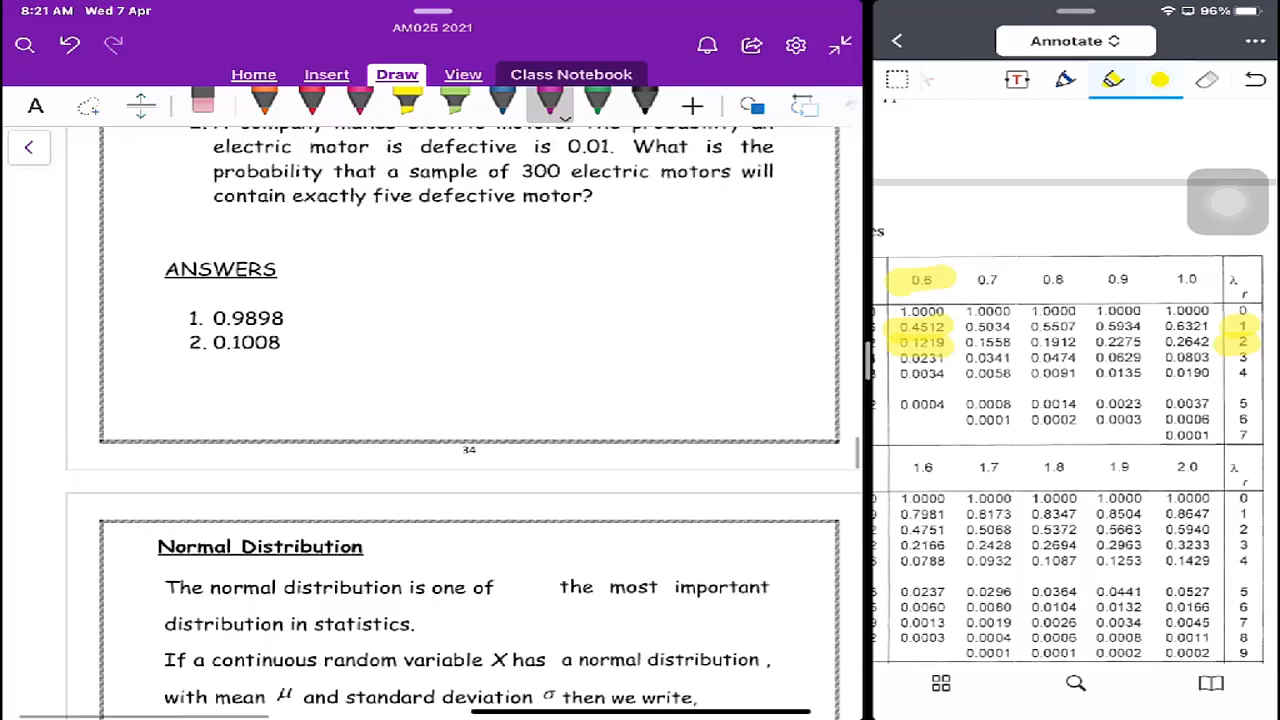 8:21 AM Wed 7 Apr
AM025 2021
Home Insert Draw View Class Notebook
A
2. A company makes electric motors. The probability an
electric motor is defective is 0.01. What is the
probability that a sample of 300 electric motors will
contain exactly five defective motor?
ANSWERS
1. 0.9898
2. 0.1008
34
Normal Distribution
The normal distribution is one of the most important
distribution in statistics.
If a continuous random variable X has a normal distribution ,
with mean μ and standard deviation σ then we write,
96%
Annotate
T
es
0.6 0.7 0.8 0.9 1.0 λ
r
1.0000 1.0000 1.0000 1.0000 1.0000 0
0.4512 0.5034 0.5507 0.5934 0.6321 1
0.1219 0.1558 0.1912 0.2275 0.2642 2
0.0231 0.0341 0.0474 0.0629 0.0803 3
0.0034 0.0058 0.0091 0.0135 0.0190 4
0.0004 0.0008 0.0014 0.0023 0.0037 5
0.0001 0.0002 0.0003 0.0006 6
0.0001 7
1.6 1.7 1.8 1.9 2.0 λ
r
1.0000 1.0000 1.0000 1.0000 1.0000 0
0.7981 0.8173 0.8347 0.8504 0.8647 1
0.4751 0.5068 0.5372 0.5663 0.5940 2
0.2166 0.2428 0.2694 0.2963 0.3233 3
0.0788 0.0932 0.1087 0.1253 0.1429 4
0.0237 0.0296 0.0364 0.0441 0.0527 5
0.0060 0.0080 0.0104 0.0132 0.0166 6
0.0013 0.0019 0.0026 0.0034 0.0045 7
0.0003 0.0004 0.0006 0.0008 0.0011 8
0.0001 0.0001 0.0002 0.0002 9